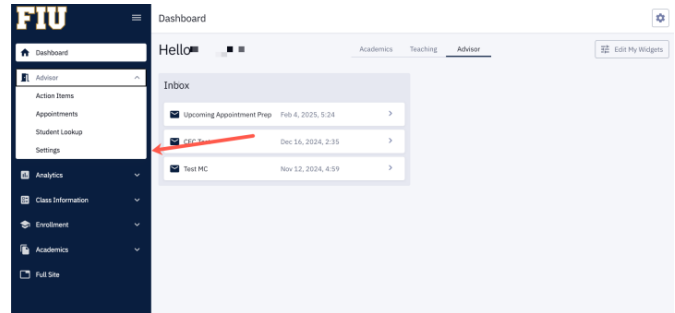 FIU
Dashboard
Hello
Academics Teaching Advisor
Edit My Widgets
Dashboard
Advisor
Action Items
Appointments
Student Lookup
Settings
Analytics
Class Information
Enrollment
Academics
Full Site
Inbox
Upcoming Appointment Prep Feb 4, 2025, 5:24
CEC Dec 16, 2024, 2:35
Test MC Nov 12, 2024, 4:59